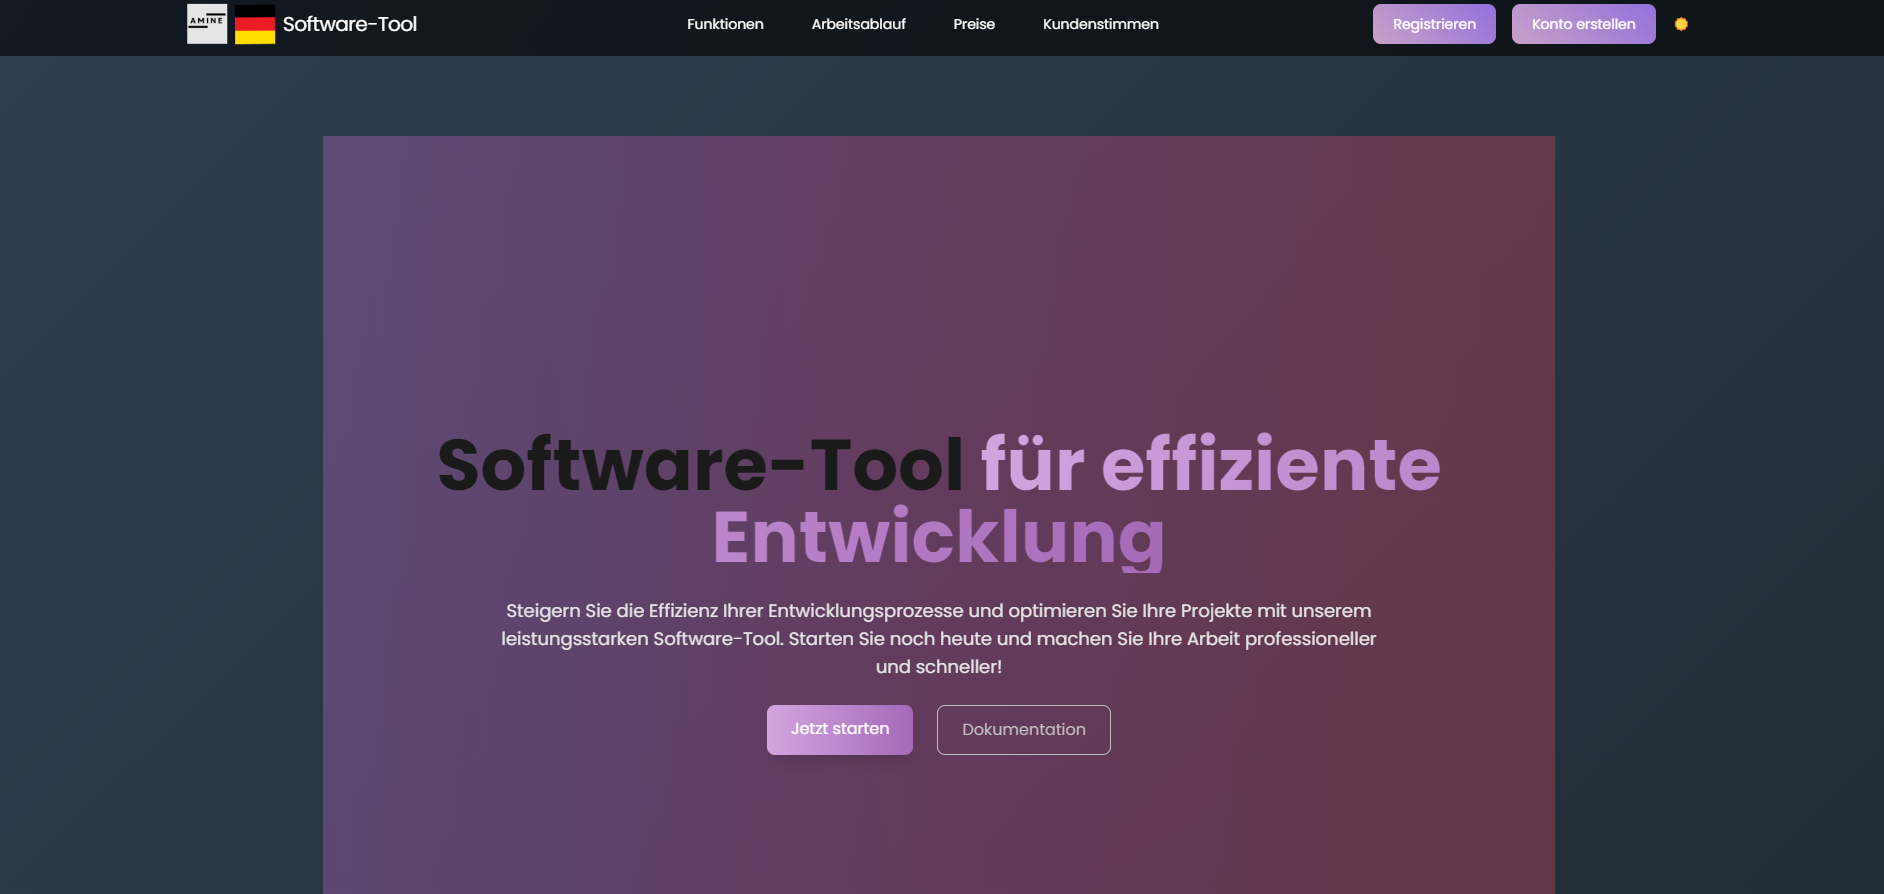 AMINE
Software-Tool
Funktionen
Arbeitsablauf
Preise
Kundenstimmen
Registrieren
Konto erstellen
Software-Tool für effiziente
Entwicklung
Steigern Sie die Effizienz Ihrer Entwicklungsprozesse und optimieren Sie Ihre Projekte mit unserem
leistungsstarken Software-Tool. Starten Sie noch heute und machen Sie Ihre Arbeit professioneller
und schneller!
Jetzt starten
Dokumentation